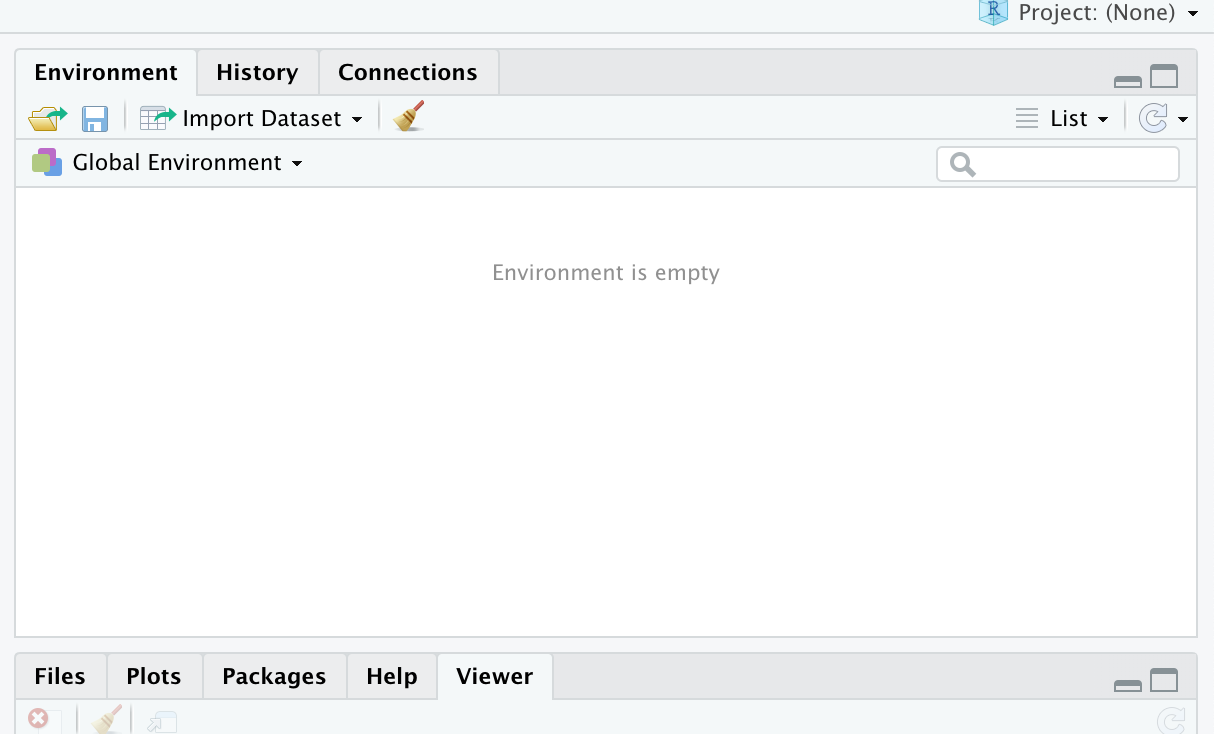 R Project: (None)
Environment History Connections
Import Dataset List
Global Environment
Environment is empty
Files Plots Packages Help Viewer